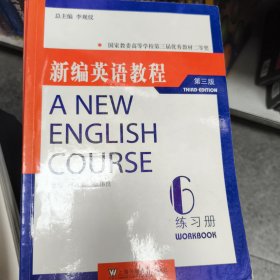 总主编 李观仪
国家教委高等学校第三届优秀教材二等奖
新编英语教程
第三版
THIRD EDITION
A NEW
ENGLISH
COURSE
6
练习册
WORKBOOK